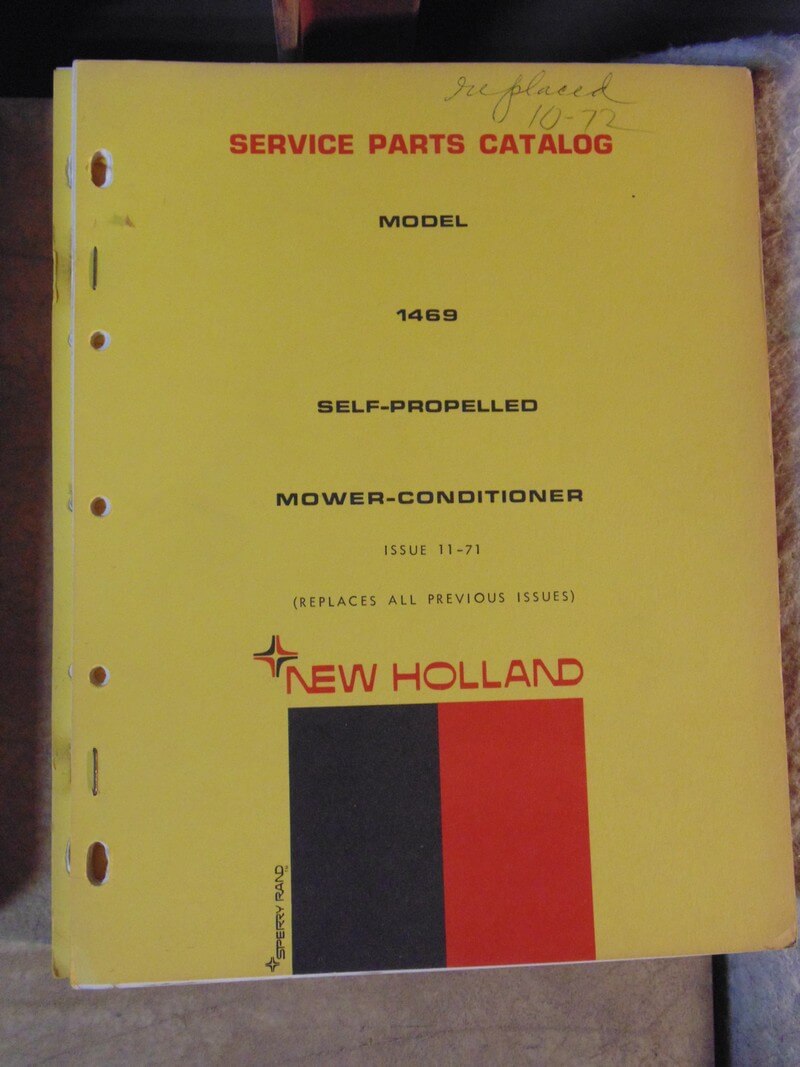 replaced
10-72
SERVICE PARTS CATALOG
MODEL
1469
SELF-PROPELLED
MOWER-CONDITIONER
ISSUE 11-71
(REPLACES ALL PREVIOUS ISSUES)
NEW HOLLAND
SPERRY RAND